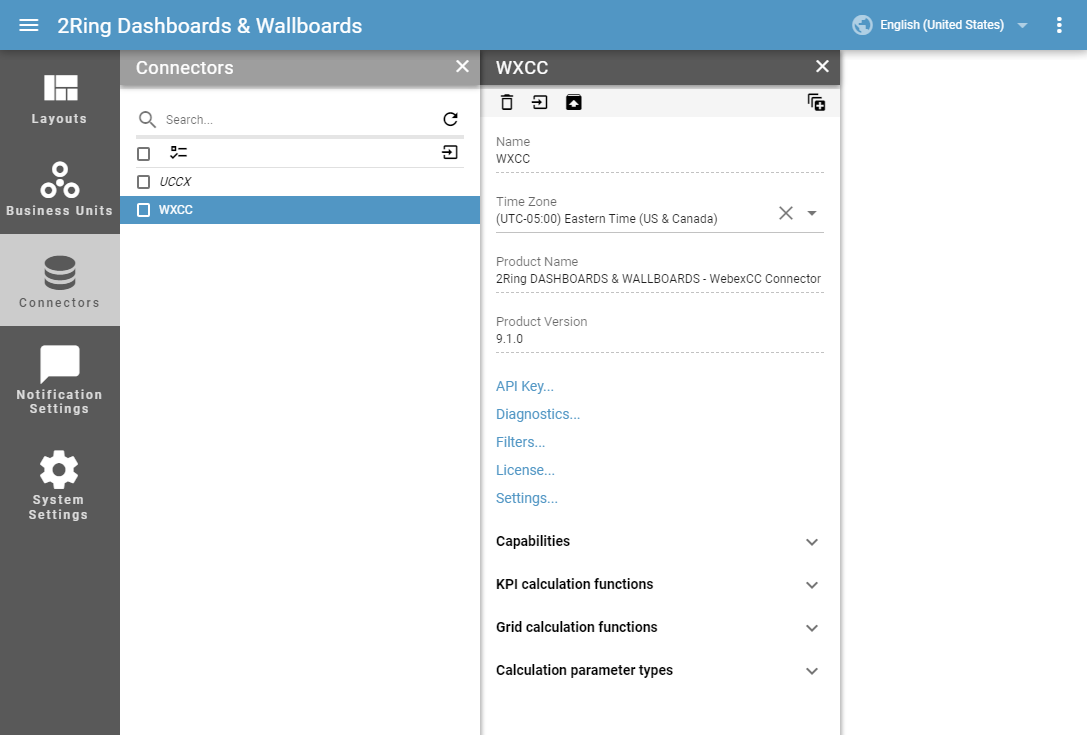 2Ring Dashboards & Wallboards
English (United States)
Layouts
Business Units
Connectors
Notification
Settings
System
Settings
Connectors
Search...
UCCX
WXCC
WXCC
Name
WXCC
Time Zone
(UTC-05:00) Eastern Time (US & Canada)
Product Name
2Ring DASHBOARDS & WALLBOARDS - WebexCC Connector
Product Version
9.1.0
API Key...
Diagnostics...
Filters...
License...
Settings...
Capabilities
KPI calculation functions
Grid calculation functions
Calculation parameter types